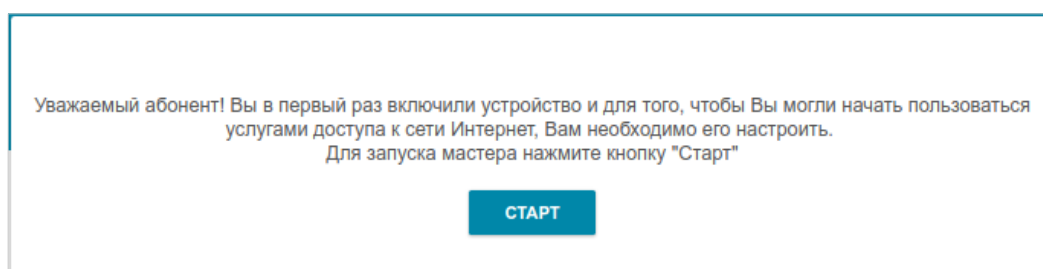 Уважаемый абонент! Вы в первый раз включили устройство и для того, чтобы Вы могли начать пользоваться
услугами доступа к сети Интернет, Вам необходимо его настроить.
Для запуска мастера нажмите кнопку "Старт"
СТАРТ